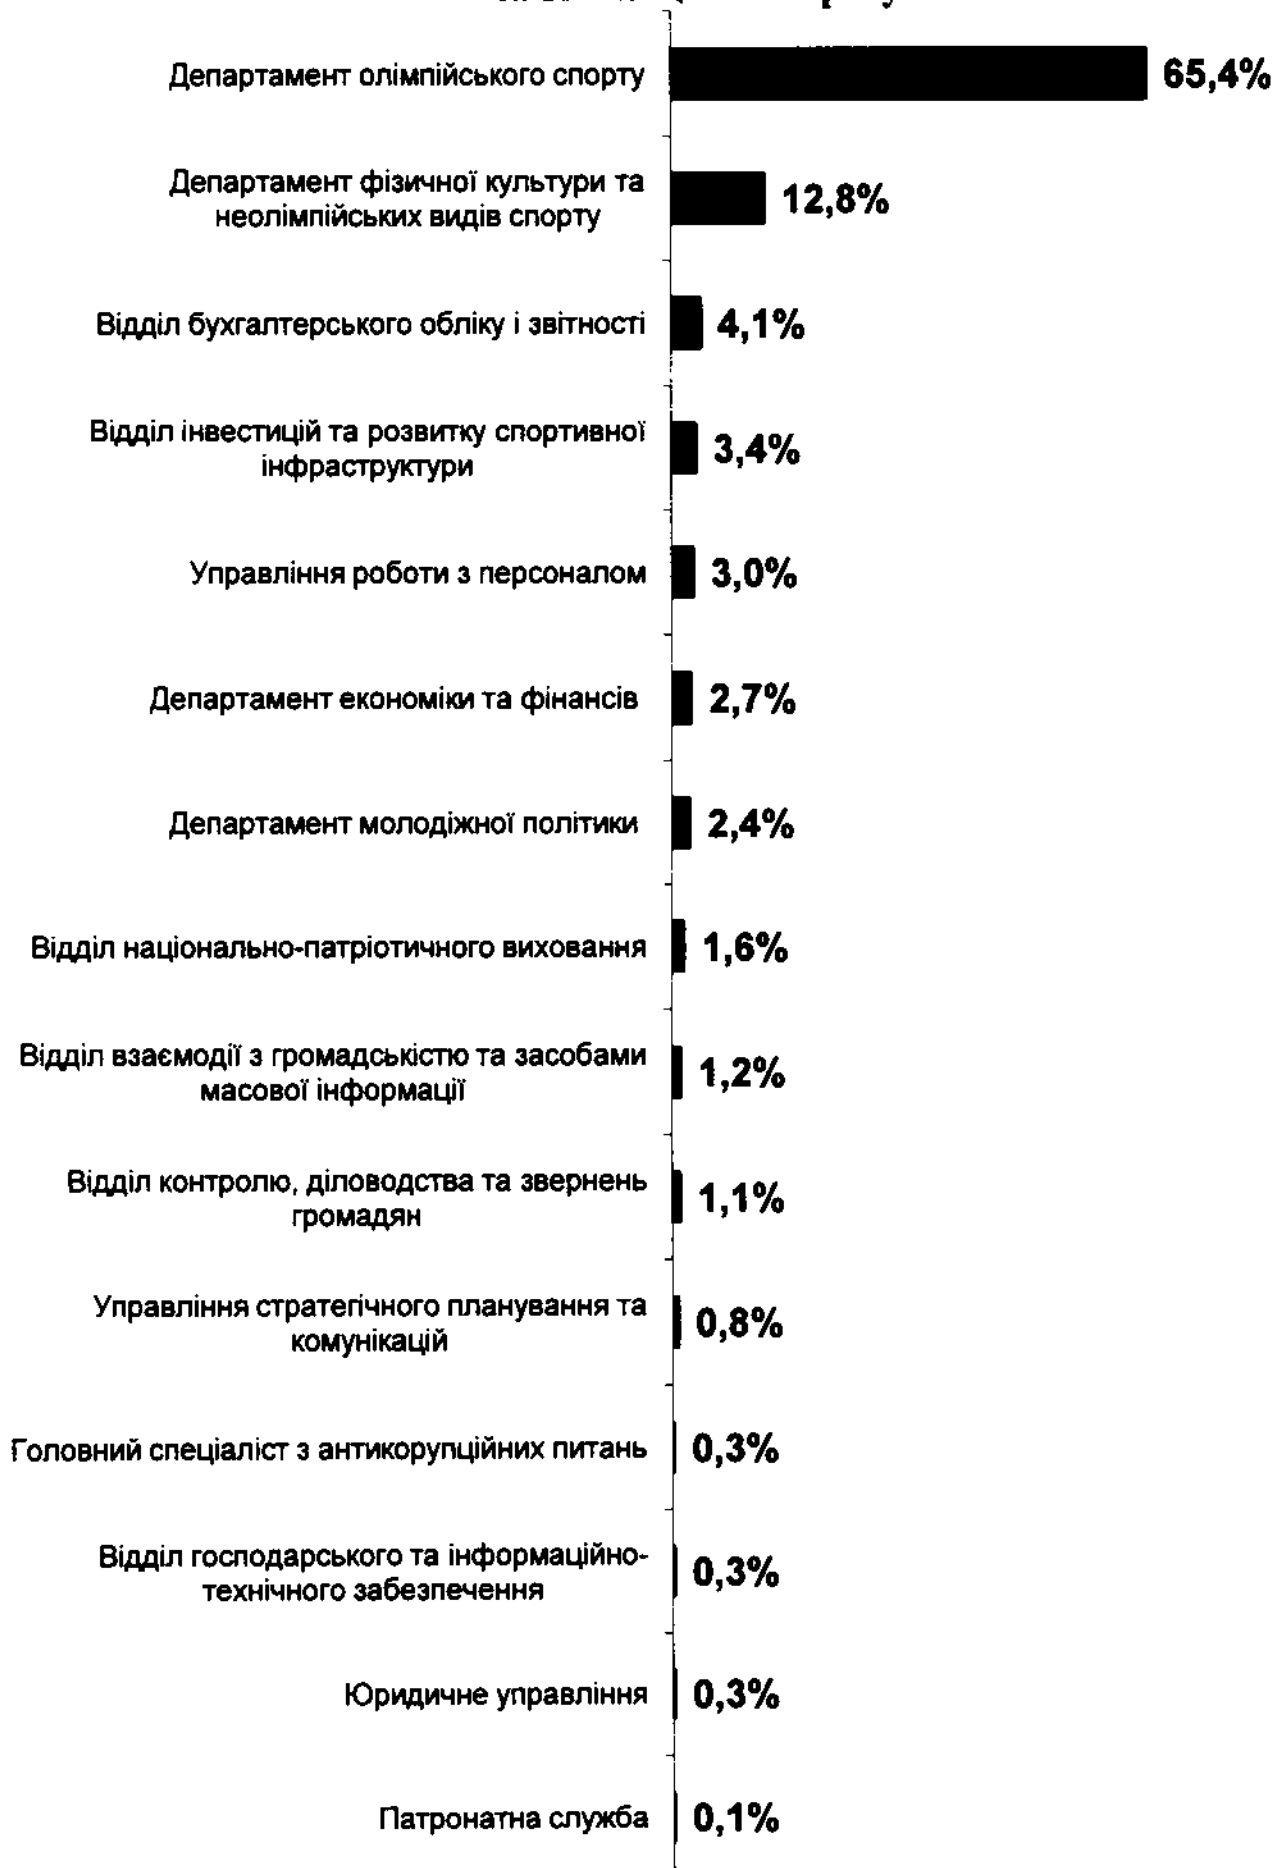 Департамент олімпійського спорту 65,4%
Департамент фізичної культури та
неолімпійських видів спорту 12,8%
Відділ бухгалтерського обліку і звітності 4,1%
Відділ інвестицій та розвитку спортивної
інфраструктури 3,4%
Управління роботи з персоналом 3,0%
Департамент економіки та фінансів 2,7%
Департамент молодіжної політики 2,4%
Відділ національно-патріотичного виховання 1,6%
Відділ взаємодії з громадськістю та засобами
масової інформації 1,2%
Відділ контролю, діловодства та звернень
громадян 1,1%
Управління стратегічного планування та
комунікацій 0,8%
Головний спеціаліст з антикорупційних питань 0,3%
Відділ господарського та інформаційно-
технічного забезпечення 0,3%
Юридичне управління 0,3%
Патронатна служба 0,1%